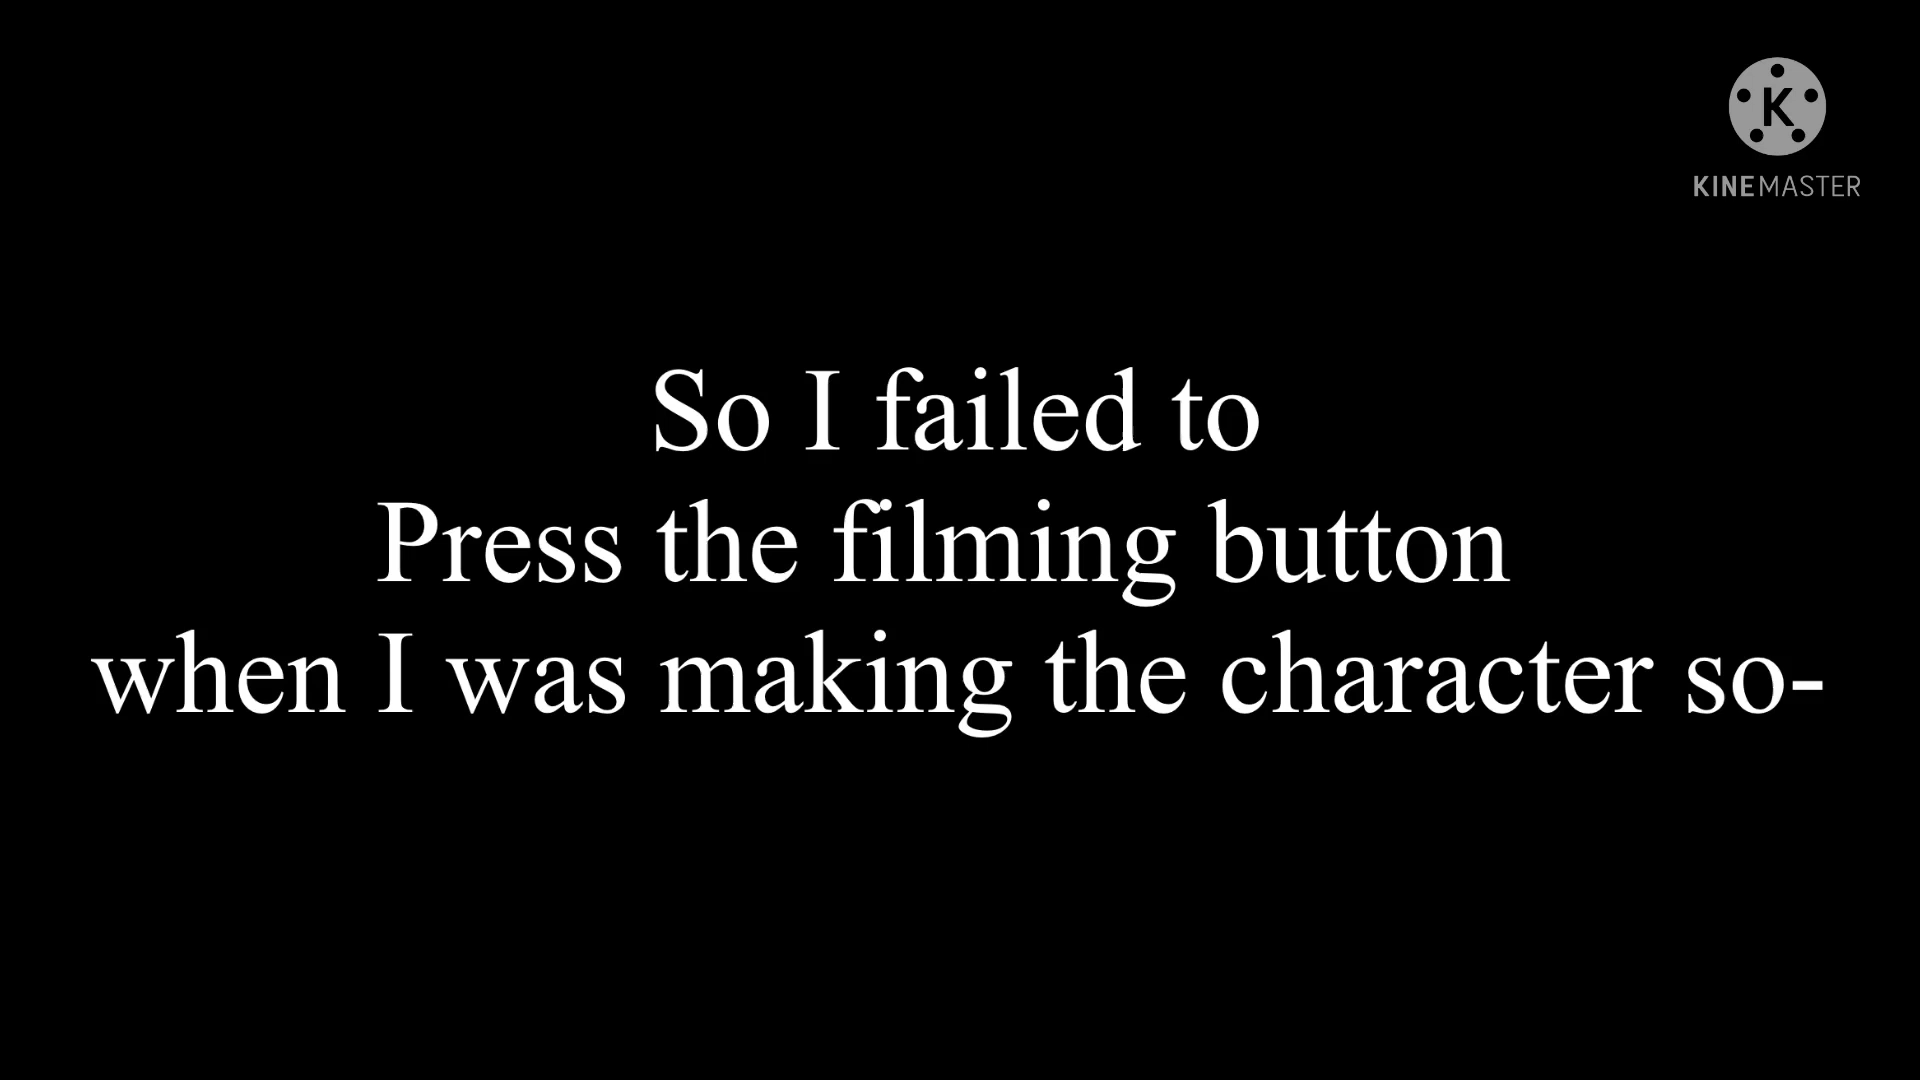 K
KINEMASTER
So I failed to
Press the filming button
when I was making the character so-